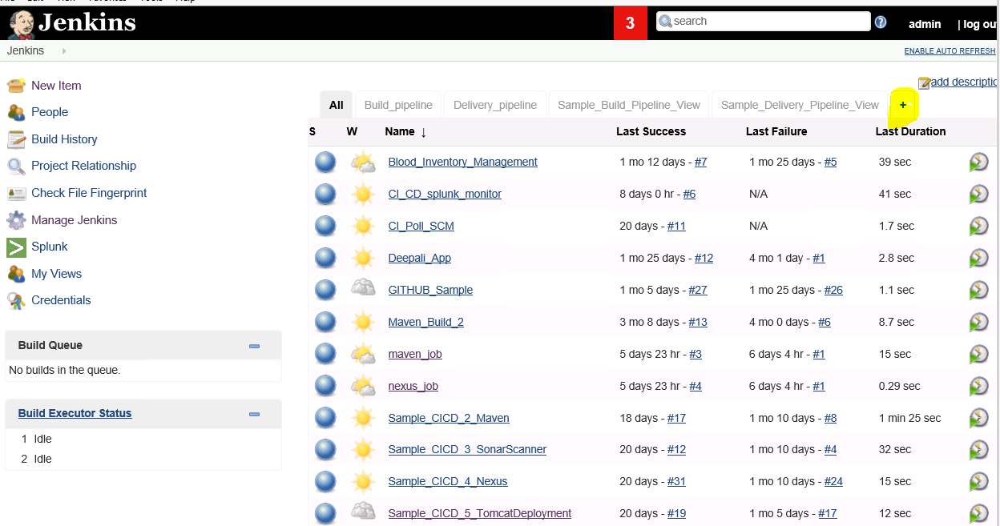 Jenkins
3
search
admin
| log ou
Jenkins
ENABLE AUTO REFRESH
add descriptio
New Item
People
Build History
Project Relationship
Check File Fingerprint
Manage Jenkins
Splunk
My Views
Credentials
Build Queue
No builds in the queue.
Build Executor Status
1 Idle
2 Idle
All Build_pipeline Delivery_pipeline Sample_Build_Pipeline_View Sample_Delivery_Pipeline_View +
S W Name ↓ Last Success Last Failure Last Duration
Blood_Inventory_Management 1 mo 12 days - #7 1 mo 25 days - #5 39 sec
CI_CD_splunk_monitor 8 days 0 hr - #6 N/A 41 sec
CI_Poll_SCM 20 days - #11 N/A 1.7 sec
Deepali_App 1 mo 25 days - #12 4 mo 1 day - #1 2.8 sec
GITHUB_Sample 1 mo 5 days - #27 1 mo 25 days - #26 1.1 sec
Maven_Build_2 3 mo 8 days - #13 4 mo 0 days - #6 8.7 sec
maven_job 5 days 23 hr - #3 6 days 4 hr - #1 15 sec
nexus_job 5 days 23 hr - #4 6 days 4 hr - #1 0.29 sec
Sample_CICD_2_Maven 18 days - #17 1 mo 10 days - #8 1 min 25 sec
Sample_CICD_3_SonarScanner 20 days - #12 1 mo 10 days - #4 32 sec
Sample_CICD_4_Nexus 20 days - #31 1 mo 10 days - #24 15 sec
Sample_CICD_5_TomcatDeployment 20 days - #19 1 mo 5 days - #17 12 sec